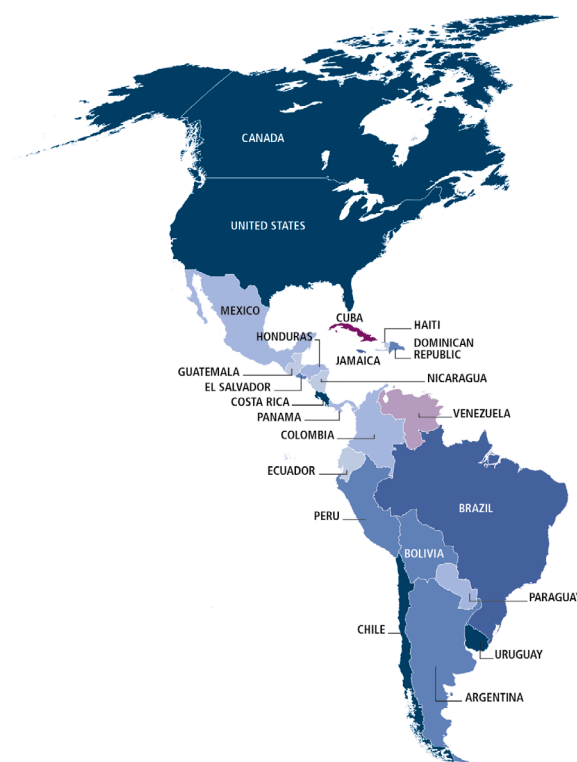 CANADA
UNITED STATES
MEXICO
CUBA
HAITI
HONDURAS
DOMINICAN
REPUBLIC
JAMAICA
GUATEMALA
NICARAGUA
EL SALVADOR
COSTA RICA
PANAMA
VENEZUELA
COLOMBIA
ECUADOR
BRAZIL
PERU
BOLIVIA
PARAGUA
CHILE
URUGUAY
ARGENTINA